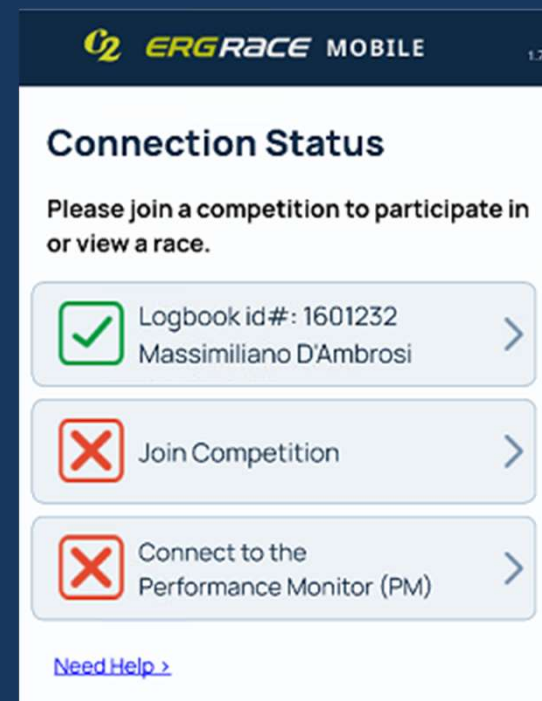 C2 ERGRACE MOBILE
Connection Status
Please join a competition to participate in
or view a race.
Logbook id#: 1601232
Massimiliano D'Ambrosi
Join Competition
Connect to the
Performance Monitor (PM)
Need Help >